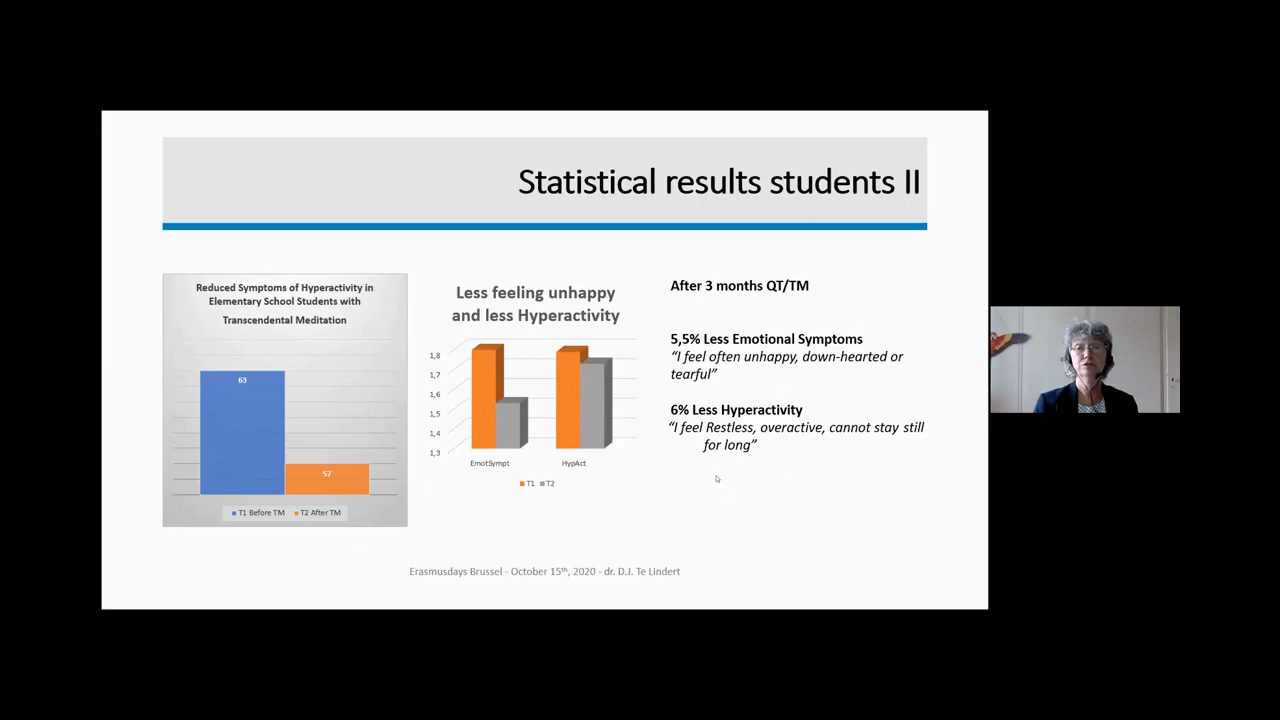 Statistical results students II
Reduced Symptoms of Hyperactivity in
Elementary School Students with
Transcendental Meditation
63
57
T1 Before TM T2 After TM
Less feeling unhappy
and less Hyperactivity
1,8
1,7
1,6
1,5
1,4
1,3
EmotSympt HypAct
T1 T2
After 3 months QT/TM
5,5% Less Emotional Symptoms
“I feel often unhappy, down-hearted or
tearful”
6% Less Hyperactivity
“I feel Restless, overactive, cannot stay still
for long”
Erasmusdays Brussel - October 15th, 2020 - dr. D.J. Te Lindert